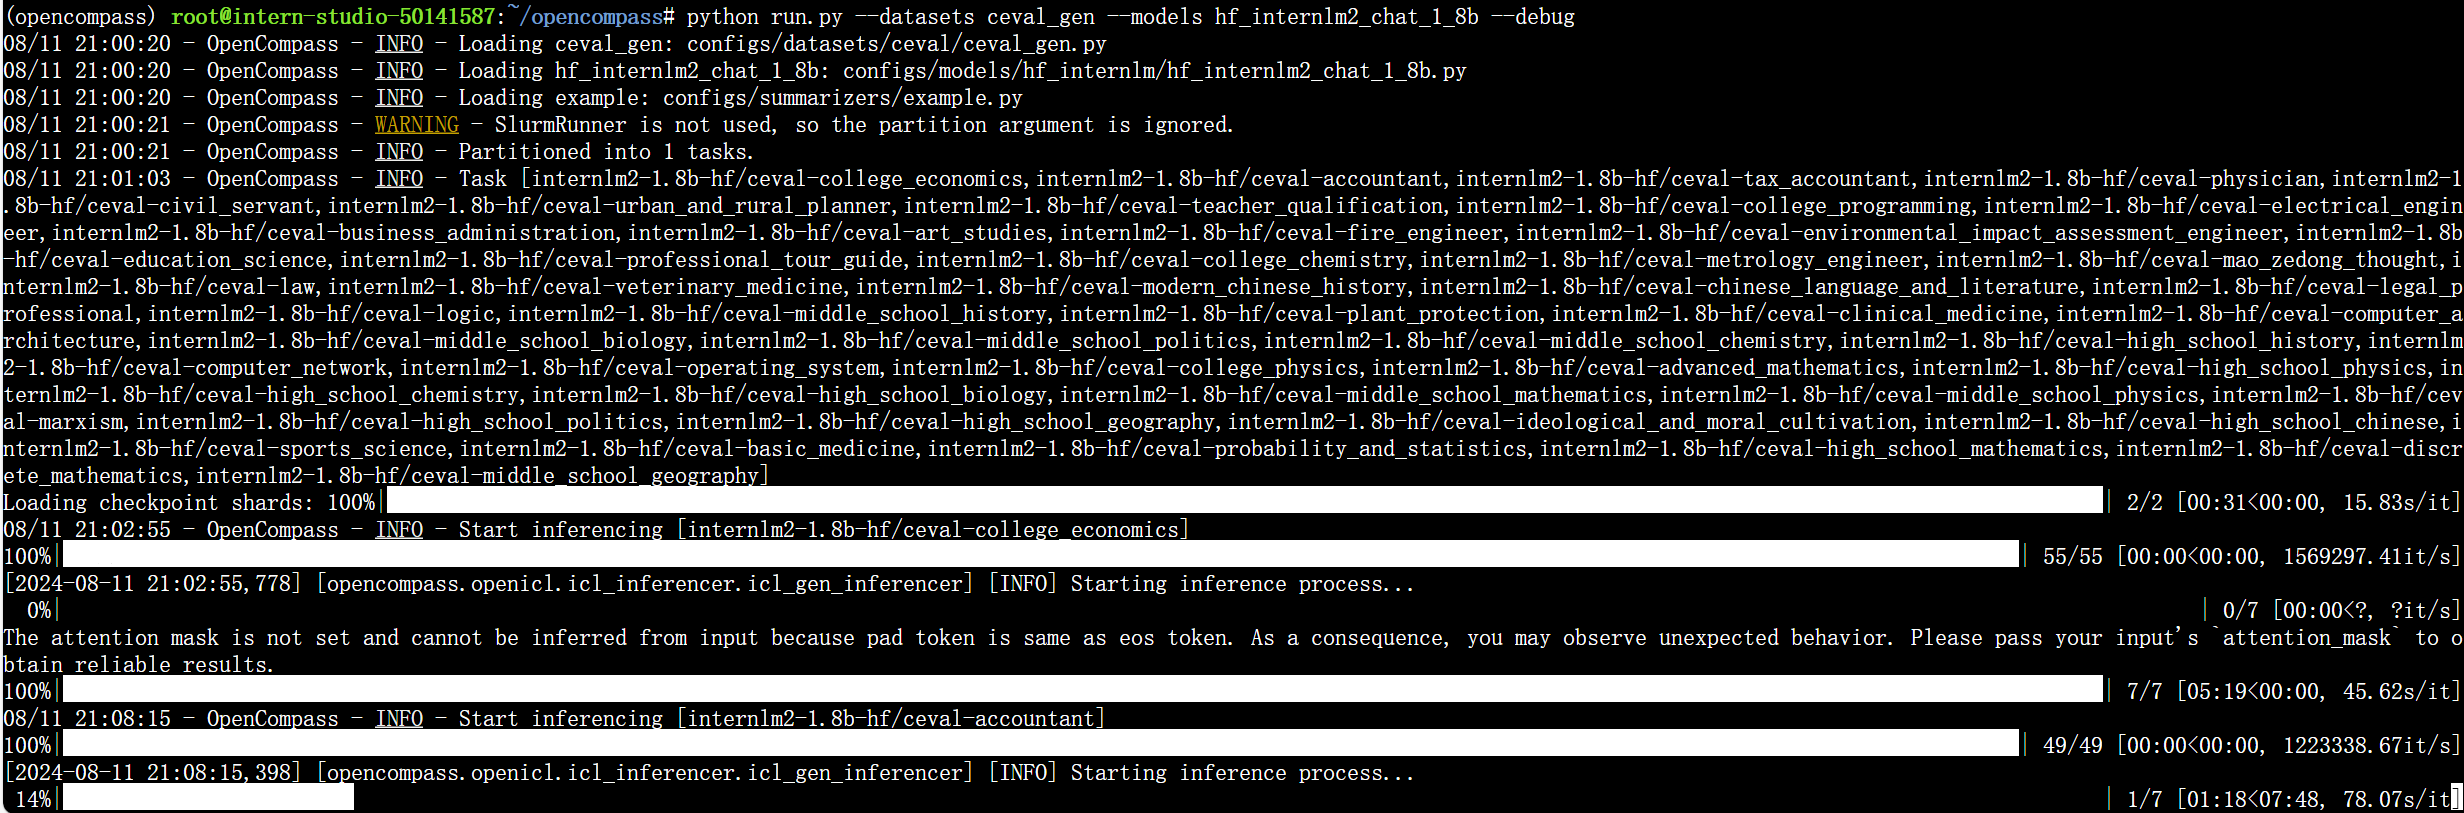 (opencompass) root@intern-studio-50141587:~/opencompass# python run.py --datasets ceval_gen --models hf_internlm2_chat_1_8b --debug
08/11 21:00:20 - OpenCompass - INFO - Loading ceval_gen: configs/datasets/ceval/ceval_gen.py
08/11 21:00:20 - OpenCompass - INFO - Loading hf_internlm2_chat_1_8b: configs/models/hf_internlm/hf_internlm2_chat_1_8b.py
08/11 21:00:20 - OpenCompass - INFO - Loading example: configs/summarizers/example.py
08/11 21:00:21 - OpenCompass - WARNING - SlurmRunner is not used, so the partition argument is ignored.
08/11 21:00:21 - OpenCompass - INFO - Partitioned into 1 tasks.
08/11 21:01:03 - OpenCompass - INFO - Task [internlm2-1.8b-hf/ceval-college_economics,internlm2-1.8b-hf/ceval-accountant,internlm2-1.8b-hf/ceval-tax_accountant,internlm2-1.8b-hf/ceval-physician,internlm2-1
.8b-hf/ceval-civil_servant,internlm2-1.8b-hf/ceval-urban_and_rural_planner,internlm2-1.8b-hf/ceval-teacher_qualification,internlm2-1.8b-hf/ceval-college_programming,internlm2-1.8b-hf/ceval-electrical_engin
eer,internlm2-1.8b-hf/ceval-business_administration,internlm2-1.8b-hf/ceval-art_studies,internlm2-1.8b-hf/ceval-fire_engineer,internlm2-1.8b-hf/ceval-environmental_impact_assessment_engineer,internlm2-1.8b
-hf/ceval-education_science,internlm2-1.8b-hf/ceval-professional_tour_guide,internlm2-1.8b-hf/ceval-college_chemistry,internlm2-1.8b-hf/ceval-metrology_engineer,internlm2-1.8b-hf/ceval-mao_zedong_thought,i
nternlm2-1.8b-hf/ceval-law,internlm2-1.8b-hf/ceval-veterinary_medicine,internlm2-1.8b-hf/ceval-modern_chinese_history,internlm2-1.8b-hf/ceval-chinese_language_and_literature,internlm2-1.8b-hf/ceval-legal_p
rofessional,internlm2-1.8b-hf/ceval-logic,internlm2-1.8b-hf/ceval-middle_school_history,internlm2-1.8b-hf/ceval-plant_protection,internlm2-1.8b-hf/ceval-clinical_medicine,internlm2-1.8b-hf/ceval-computer_a
rchitecture,internlm2-1.8b-hf/ceval-middle_school_biology,internlm2-1.8b-hf/ceval-middle_school_politics,internlm2-1.8b-hf/ceval-middle_school_chemistry,internlm2-1.8b-hf/ceval-high_school_history,internlm
2-1.8b-hf/ceval-computer_network,internlm2-1.8b-hf/ceval-operating_system,internlm2-1.8b-hf/ceval-college_physics,internlm2-1.8b-hf/ceval-advanced_mathematics,internlm2-1.8b-hf/ceval-high_school_physics,in
ternlm2-1.8b-hf/ceval-high_school_chemistry,internlm2-1.8b-hf/ceval-high_school_biology,internlm2-1.8b-hf/ceval-middle_school_mathematics,internlm2-1.8b-hf/ceval-middle_school_physics,internlm2-1.8b-hf/cev
al-marxism,internlm2-1.8b-hf/ceval-high_school_politics,internlm2-1.8b-hf/ceval-high_school_geography,internlm2-1.8b-hf/ceval-ideological_and_moral_cultivation,internlm2-1.8b-hf/ceval-high_school_chinese,i
nternlm2-1.8b-hf/ceval-sports_science,internlm2-1.8b-hf/ceval-basic_medicine,internlm2-1.8b-hf/ceval-probability_and_statistics,internlm2-1.8b-hf/ceval-high_school_mathematics,internlm2-1.8b-hf/ceval-discr
ete_mathematics,internlm2-1.8b-hf/ceval-middle_school_geography]
Loading checkpoint shards: 100%| | 2/2 [00:31<00:00, 15.83s/it]
08/11 21:02:55 - OpenCompass - INFO - Start inferencing [internlm2-1.8b-hf/ceval-college_economics]
100%| | 55/55 [00:00<00:00, 1569297.41it/s]
[2024-08-11 21:02:55,778] [opencompass.openicl.icl_inferencer.icl_gen_inferencer] [INFO] Starting inference process...
0%| | 0/7 [00:00<?, ?it/s]
The attention mask is not set and cannot be inferred from input because pad token is same as eos token. As a consequence, you may observe unexpected behavior. Please pass your input's `attention_mask` to o
btain reliable results.
100%| | 7/7 [05:19<00:00, 45.62s/it]
08/11 21:08:15 - OpenCompass - INFO - Start inferencing [internlm2-1.8b-hf/ceval-accountant]
100%| | 49/49 [00:00<00:00, 1223338.67it/s]
[2024-08-11 21:08:15,398] [opencompass.openicl.icl_inferencer.icl_gen_inferencer] [INFO] Starting inference process...
14%| | 1/7 [01:18<07:48, 78.07s/it]